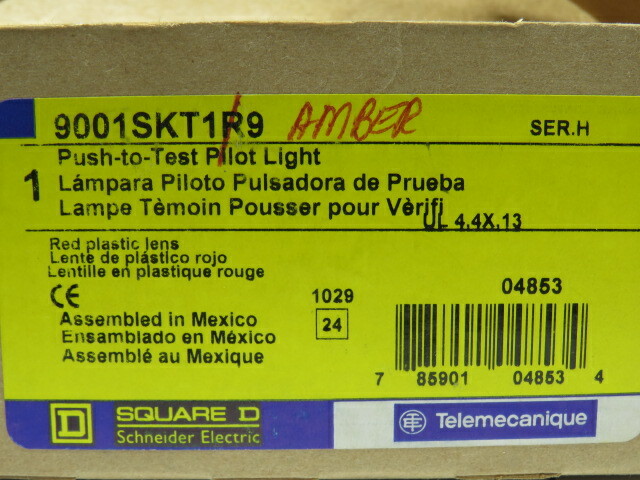 9001SKT1R9 AMBER SER.H
1
Push-to-Test Pilot Light
Lámpara Piloto Pulsadora de Prueba
Lampe Tèmoin Pousser pour Vèrifi
UL 4,4X,13
Red plastic lens
Lente de plástico rojo
Lentille en plastique rouge
CE
Assembled in Mexico
Ensamblado en México
Assemblé au Mexique
1029
24
04853
7 85901 04853 4
D SQUARE D
Schneider Electric
Telemecanique